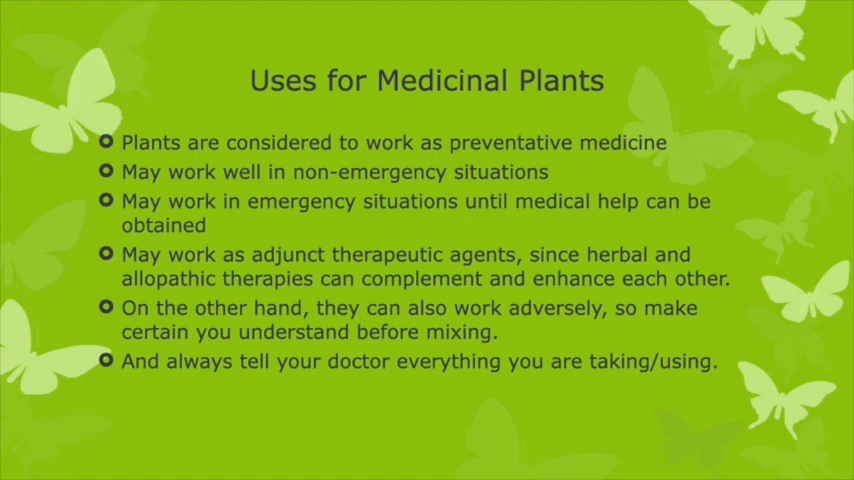 Uses for Medicinal Plants
Plants are considered to work as preventative medicine
May work well in non-emergency situations
May work in emergency situations until medical help can be
obtained
May work as adjunct therapeutic agents, since herbal and
allopathic therapies can complement and enhance each other.
On the other hand, they can also work adversely, so make
certain you understand before mixing.
And always tell your doctor everything you are taking/using.